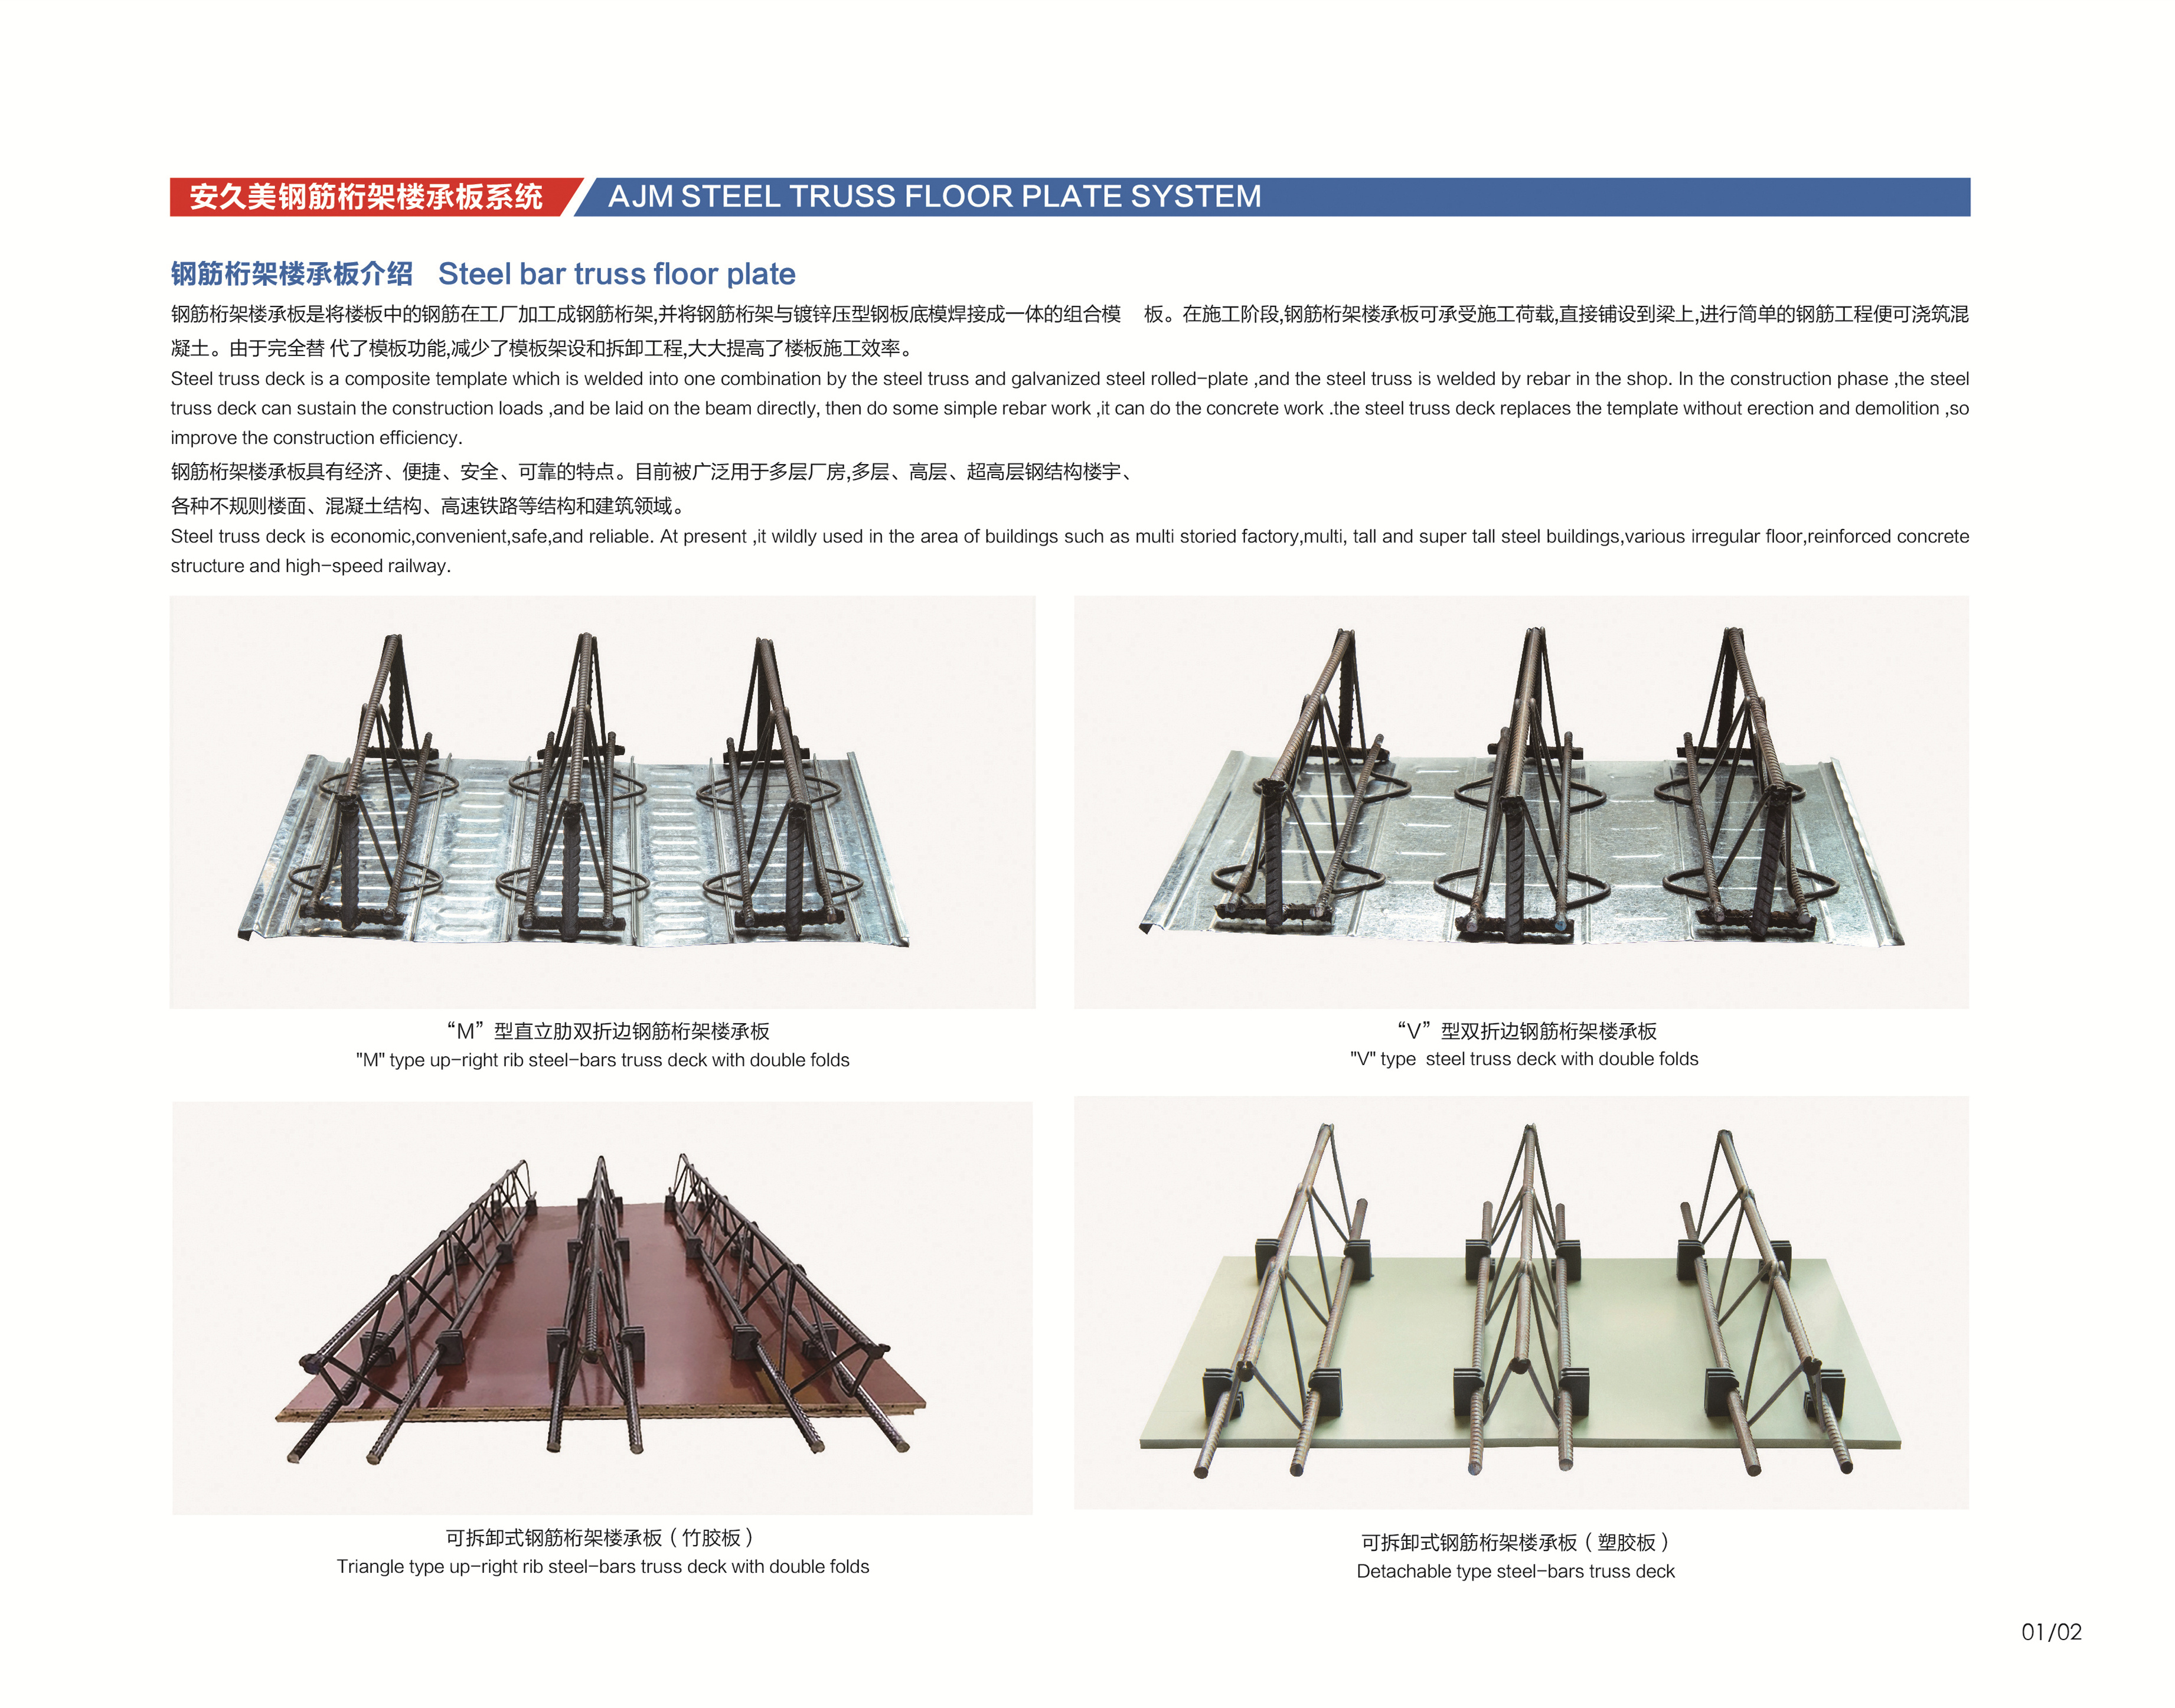 安久美钢筋桁架楼承板系统 AJM STEEL TRUSS FLOOR PLATE SYSTEM
钢筋桁架楼承板介绍 Steel bar truss floor plate
钢筋桁架楼承板是将楼板中的钢筋在工厂加工成钢筋桁架,并将钢筋桁架与镀锌压型钢板底模焊接成一体的组合模 板。在施工阶段,钢筋桁架楼承板可承受施工荷载,直接铺设到梁上,进行简单的钢筋工程便可浇筑混
凝土。由于完全替 代了模板功能,减少了模板架设和拆卸工程,大大提高了楼板施工效率。
Steel truss deck is a composite template which is welded into one combination by the steel truss and galvanized steel rolled-plate ,and the steel truss is welded by rebar in the shop. In the construction phase ,the steel
truss deck can sustain the construction loads ,and be laid on the beam directly, then do some simple rebar work ,it can do the concrete work .the steel truss deck replaces the template without erection and demolition ,so
improve the construction efficiency.
钢筋桁架楼承板具有经济、便捷、安全、可靠的特点。目前被广泛用于多层厂房,多层、高层、超高层钢结构楼宇、
各种不规则楼面、混凝土结构、高速铁路等结构和建筑领域。
Steel truss deck is economic,convenient,safe,and reliable. At present ,it wildly used in the area of buildings such as multi storied factory,multi, tall and super tall steel buildings,various irregular floor,reinforced concrete
structure and high-speed railway.
“M”型直立肋双折边钢筋桁架楼承板
"M" type up-right rib steel-bars truss deck with double folds
“V”型双折边钢筋桁架楼承板
"V" type steel truss deck with double folds
可拆卸式钢筋桁架楼承板（竹胶板）
Triangle type up-right rib steel-bars truss deck with double folds
可拆卸式钢筋桁架楼承板（塑胶板）
Detachable type steel-bars truss deck
01/02